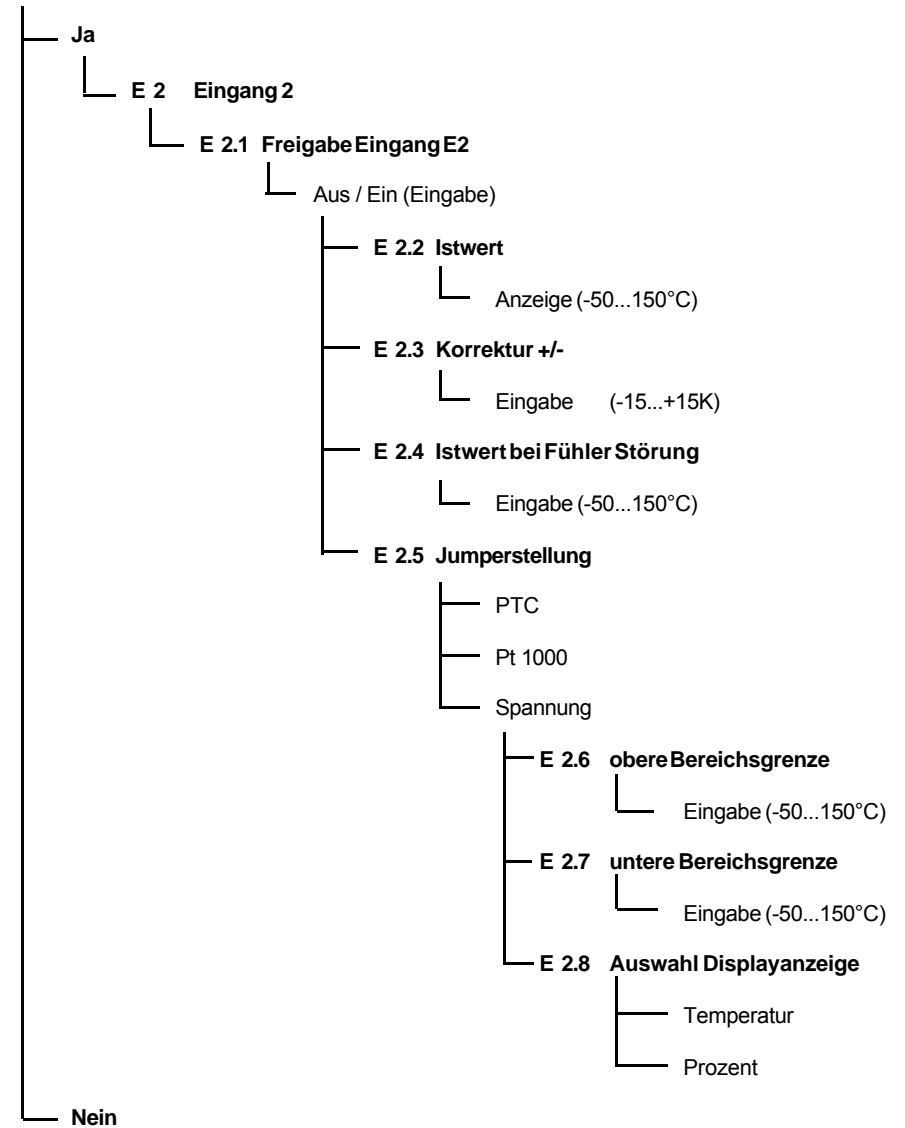 Ja
E 2 Eingang 2
E 2.1 Freigabe Eingang E2
Aus / Ein (Eingabe)
E 2.2 Istwert
Anzeige (-50...150°C)
E 2.3 Korrektur +/-
Eingabe (-15...+15K)
E 2.4 Istwert bei Fühler Störung
Eingabe (-50...150°C)
E 2.5 Jumperstellung
PTC
Pt 1000
Spannung
E 2.6 obere Bereichsgrenze
Eingabe (-50...150°C)
E 2.7 untere Bereichsgrenze
Eingabe (-50...150°C)
E 2.8 Auswahl Displayanzeige
Temperatur
Prozent
Nein